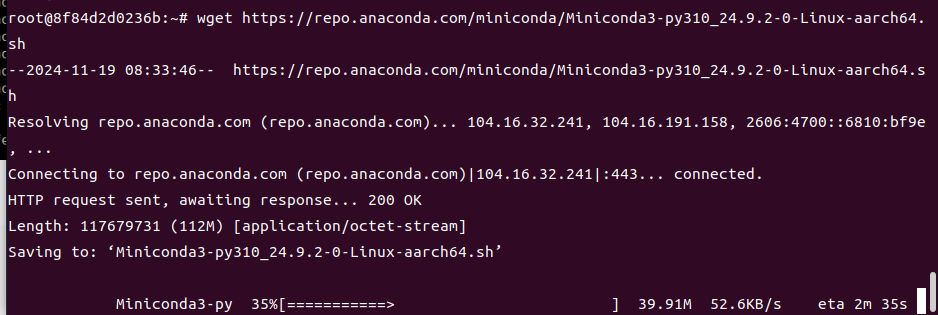 root@8f84d2d0236b:~# wget https://repo.anaconda.com/miniconda/Miniconda3-py310_24.9.2-0-Linux-aarch64.
sh
--2024-11-19 08:33:46--  https://repo.anaconda.com/miniconda/Miniconda3-py310_24.9.2-0-Linux-aarch64.s
h
Resolving repo.anaconda.com (repo.anaconda.com)... 104.16.32.241, 104.16.191.158, 2606:4700::6810:bf9e
, ...
Connecting to repo.anaconda.com (repo.anaconda.com)|104.16.32.241|:443... connected.
HTTP request sent, awaiting response... 200 OK
Length: 117679731 (112M) [application/octet-stream]
Saving to: ‘Miniconda3-py310_24.9.2-0-Linux-aarch64.sh’
Miniconda3-py  35%[===========>                        ]  39.91M  52.6KB/s    eta 2m 35s